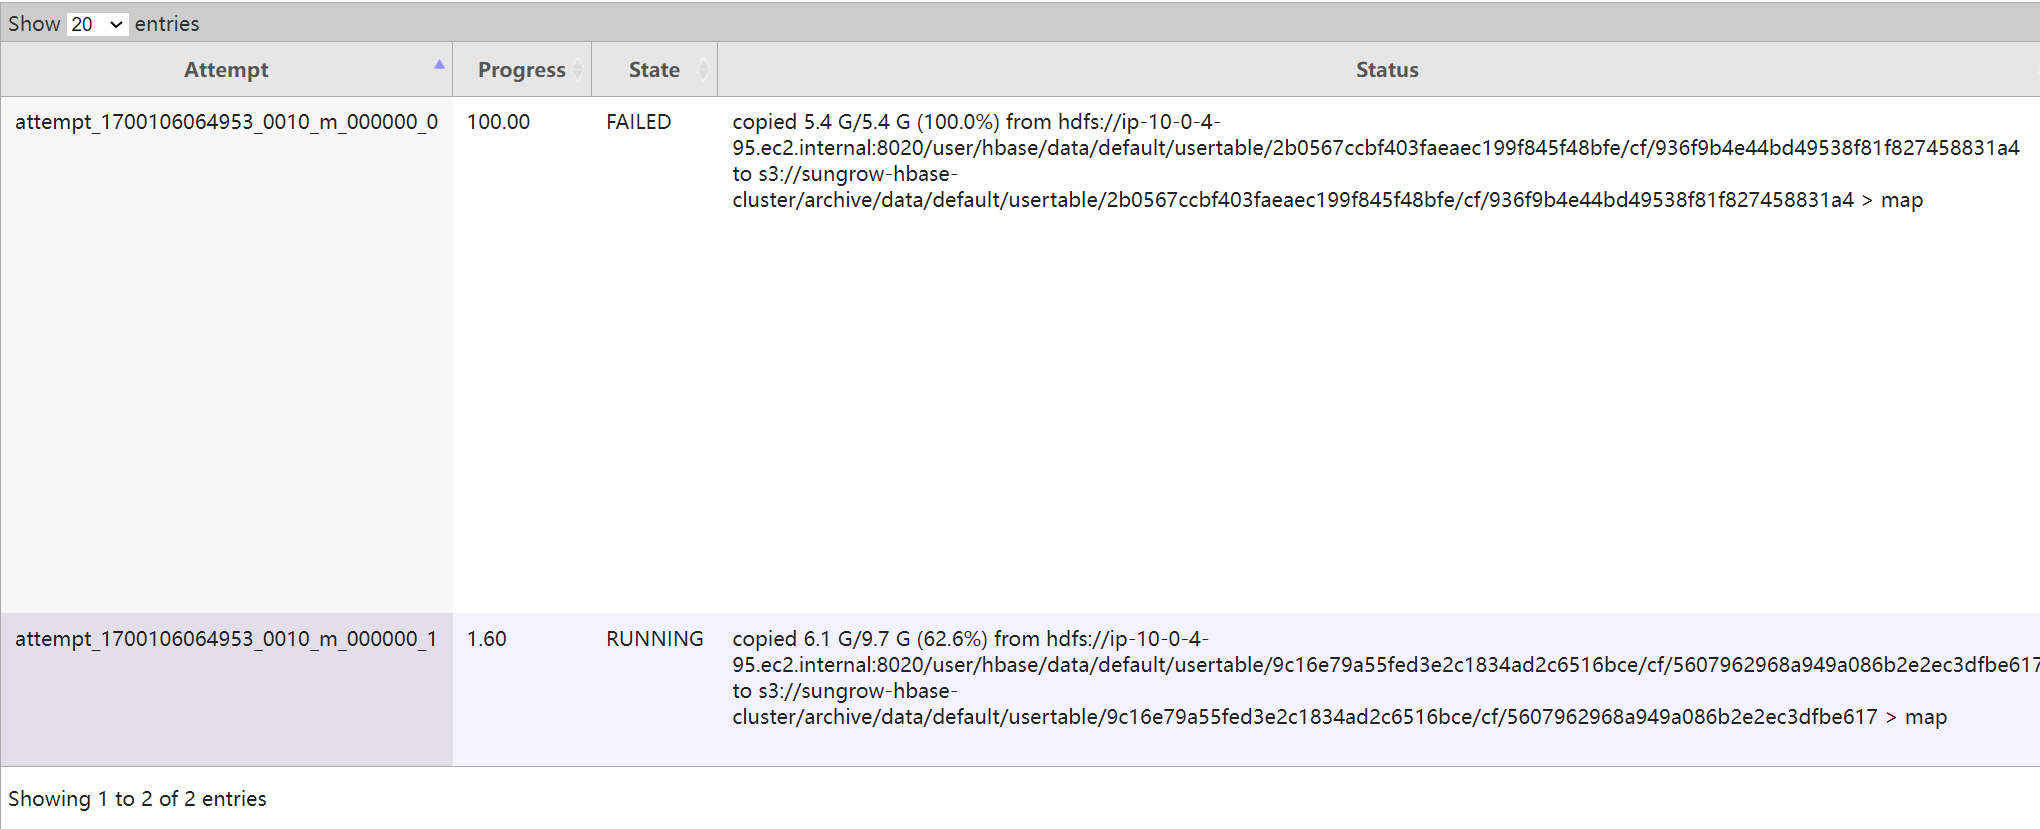 Show 20 entries
Attempt Progress State Status
attempt_1700106064953_0010_m_000000_0 100.00 FAILED copied 5.4 G/5.4 G (100.0%) from hdfs://ip-10-0-4-
95.ec2.internal:8020/user/hbase/data/default/usertable/2b0567ccbf403faeaec199f845f48bfe/cf/936f9b4e44bd49538f81f827458831a4
to s3://sungrow-hbase-
cluster/archive/data/default/usertable/2b0567ccbf403faeaec199f845f48bfe/cf/936f9b4e44bd49538f81f827458831a4 > map
attempt_1700106064953_0010_m_000000_1 1.60 RUNNING copied 6.1 G/9.7 G (62.6%) from hdfs://ip-10-0-4-
95.ec2.internal:8020/user/hbase/data/default/usertable/9c16e79a55fed3e2c1834ad2c6516bce/cf/5607962968a949a086b2e2ec3dfbe617
to s3://sungrow-hbase-
cluster/archive/data/default/usertable/9c16e79a55fed3e2c1834ad2c6516bce/cf/5607962968a949a086b2e2ec3dfbe617 > map
Showing 1 to 2 of 2 entries